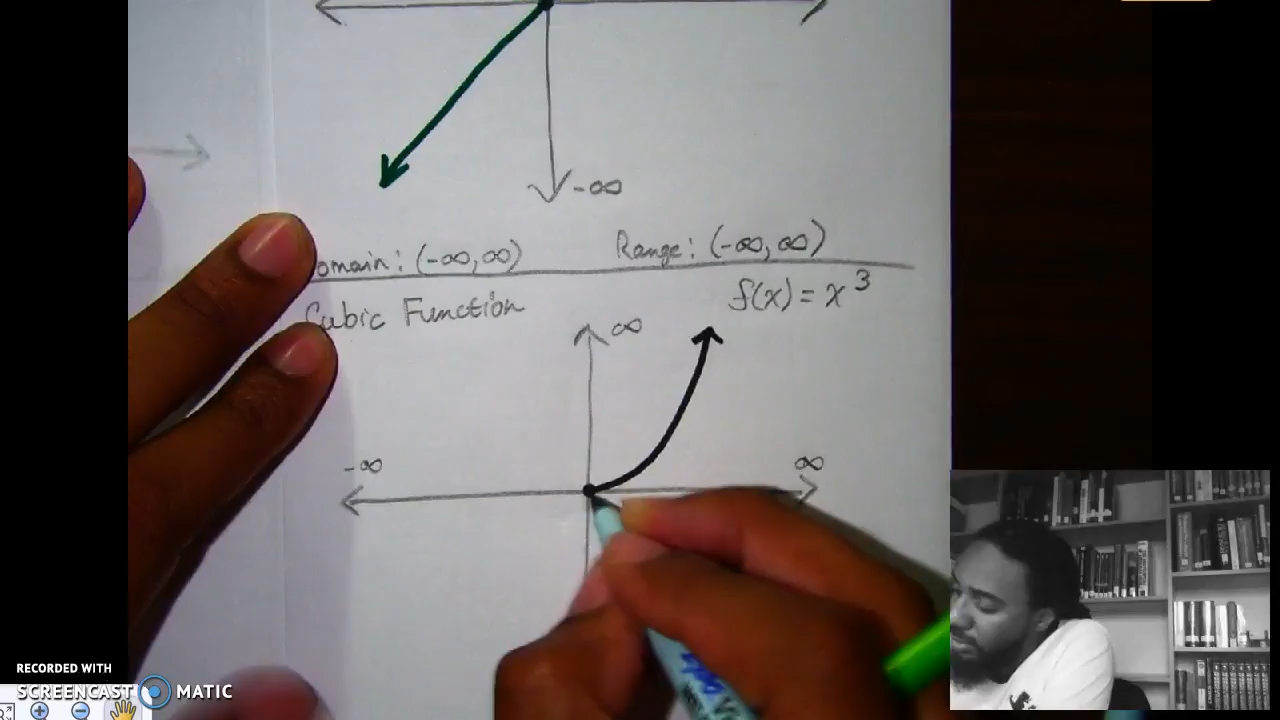 -∞
omain: (-∞,∞) Range: (-∞,∞)
Cubic Function f(x) = x³
∞
-∞ ∞
RECORDED WITH
SCREENCAST MATIC